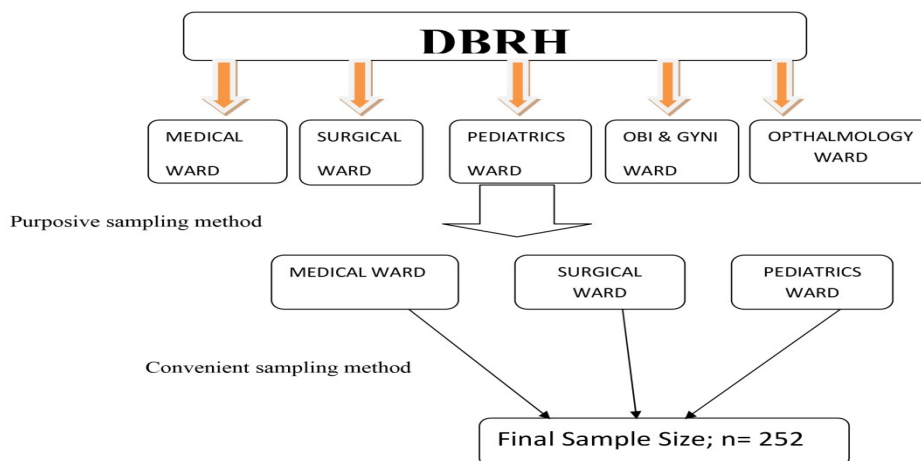 DBRH
MEDICAL
WARD
SURGICAL
WARD
PEDIATRICS
WARD
OBI & GYNI
WARD
OPTHALMOLOGY
WARD
Purposive sampling method
MEDICAL WARD
SURGICAL
WARD
PEDIATRICS
WARD
Convenient sampling method
Final Sample Size; n= 252